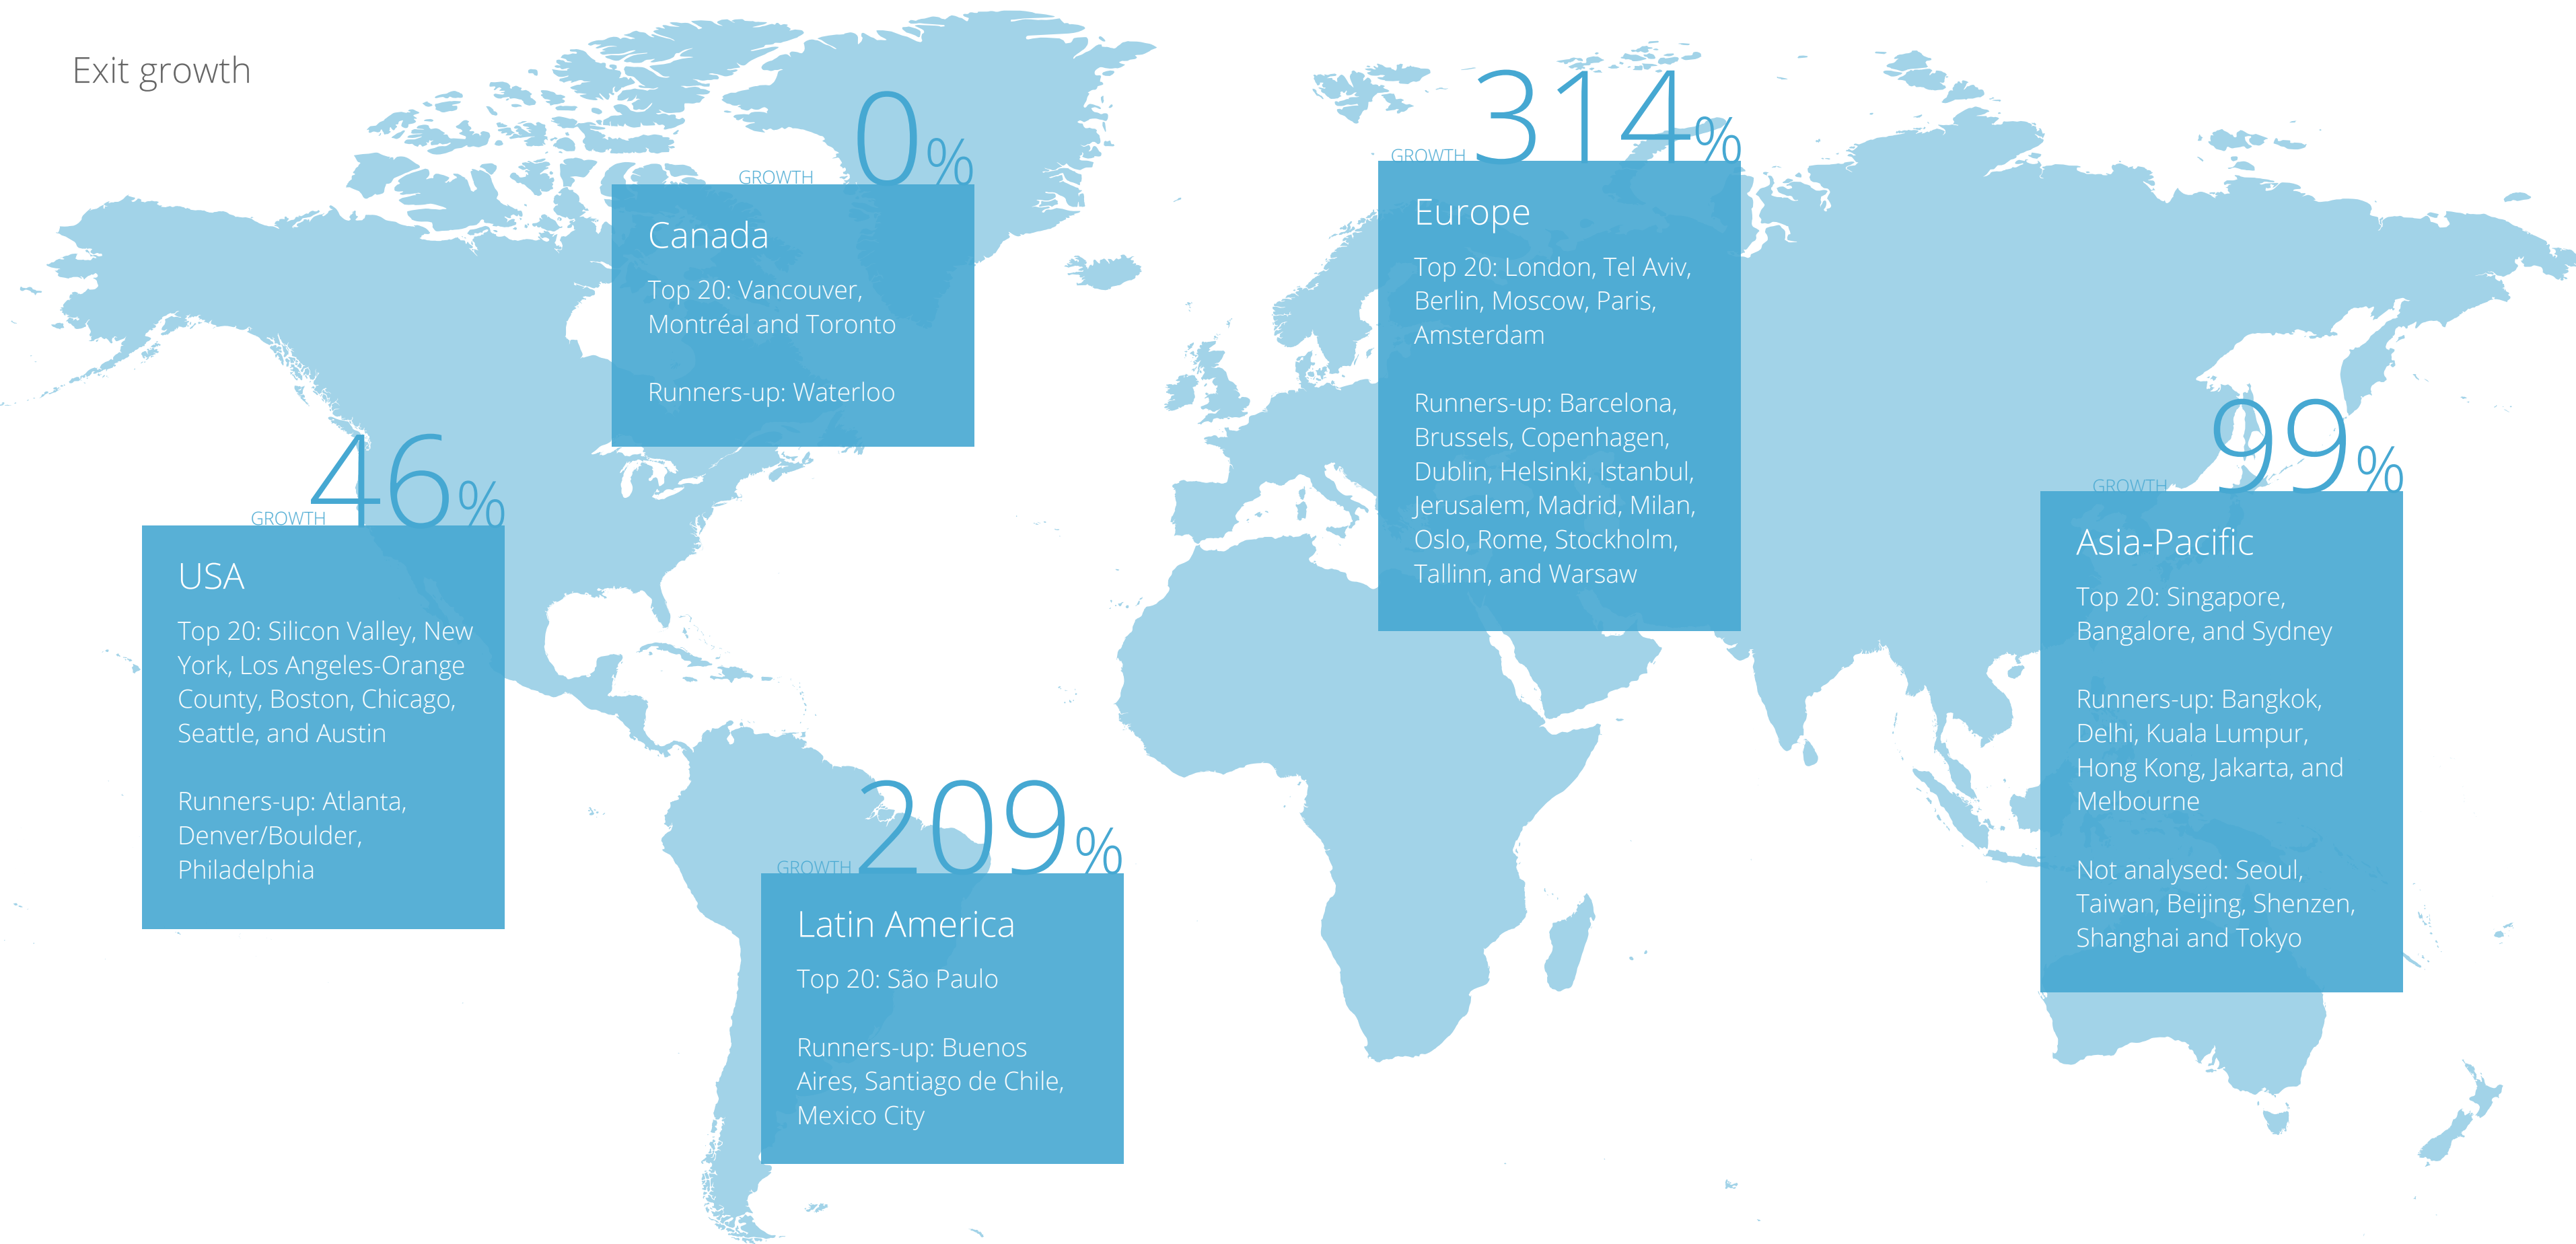 Exit growth
GROWTH 0%
Canada
Top 20: Vancouver,
Montréal and Toronto
Runners-up: Waterloo
GROWTH 314%
Europe
Top 20: London, Tel Aviv,
Berlin, Moscow, Paris,
Amsterdam
Runners-up: Barcelona,
Brussels, Copenhagen,
Dublin, Helsinki, Istanbul,
Jerusalem, Madrid, Milan,
Oslo, Rome, Stockholm,
Tallinn, and Warsaw
GROWTH 46%
USA
Top 20: Silicon Valley, New
York, Los Angeles-Orange
County, Boston, Chicago,
Seattle, and Austin
Runners-up: Atlanta,
Denver/Boulder,
Philadelphia
GROWTH 209%
Latin America
Top 20: São Paulo
Runners-up: Buenos
Aires, Santiago de Chile,
Mexico City
GROWTH 99%
Asia-Pacific
Top 20: Singapore,
Bangalore, and Sydney
Runners-up: Bangkok,
Delhi, Kuala Lumpur,
Hong Kong, Jakarta, and
Melbourne
Not analysed: Seoul,
Taiwan, Beijing, Shenzen,
Shanghai and Tokyo